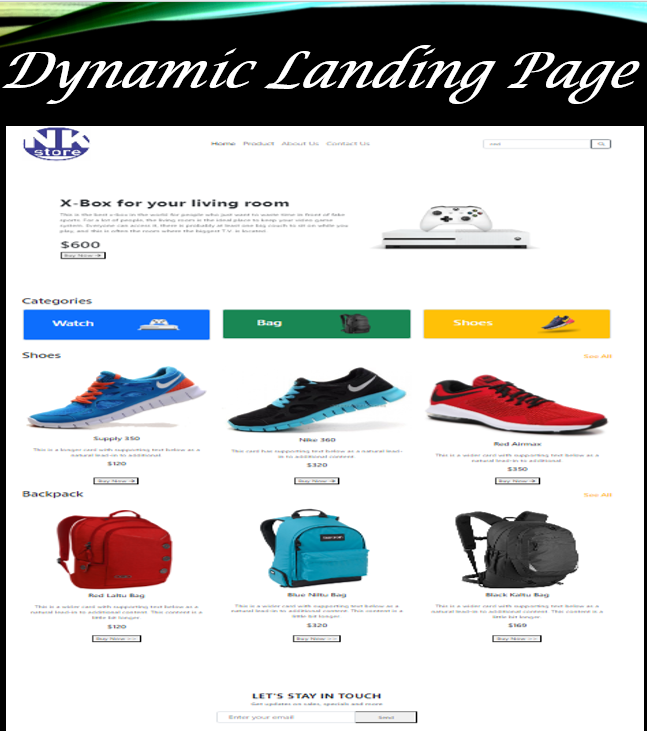 Dynamic Landing Page
NK
store
Home Product About Us Contact Us
X-Box for your living room
This is the best x-box in the world for people who just want to waste time in front of fake
sports. For a lot of people, the living room is the ideal place to keep your video game
system. Everyone can access it, there is probably at least one big couch to sit on while you
play, and this is often the room where the biggest T.V. is located.
$600
Buy Now
Categories
Watch
Bag
Shoes
Shoes
See All
Supply 350
This is a longer card with supporting text below as a
natural lead-in to additional
$120
Buy Now
Nike 360
This card has supporting text below as a natural lead-
in to additional content
$320
Buy Now
Red Airmax
This is a wider card with supporting text below as a
natural lead-in to additional
$350
Buy Now
Backpack
See All
Red Laltu Bag
This is a wider card with supporting text below as a
natural lead-in to additional content. This content is a
little bit longer
$120
Buy Now >>
Blue Niltu Bag
This is a wider card with supporting text below as a
natural lead-in to additional content. This content is a
little bit longer
$320
Buy Now >>
Black Kaltu Bag
This is a wider card with supporting text below as a
natural lead-in to additional content. This content is a
little bit longer
$169
Buy Now >>
LET'S STAY IN TOUCH
Get updates on sales, specials and more
Enter your email
Send